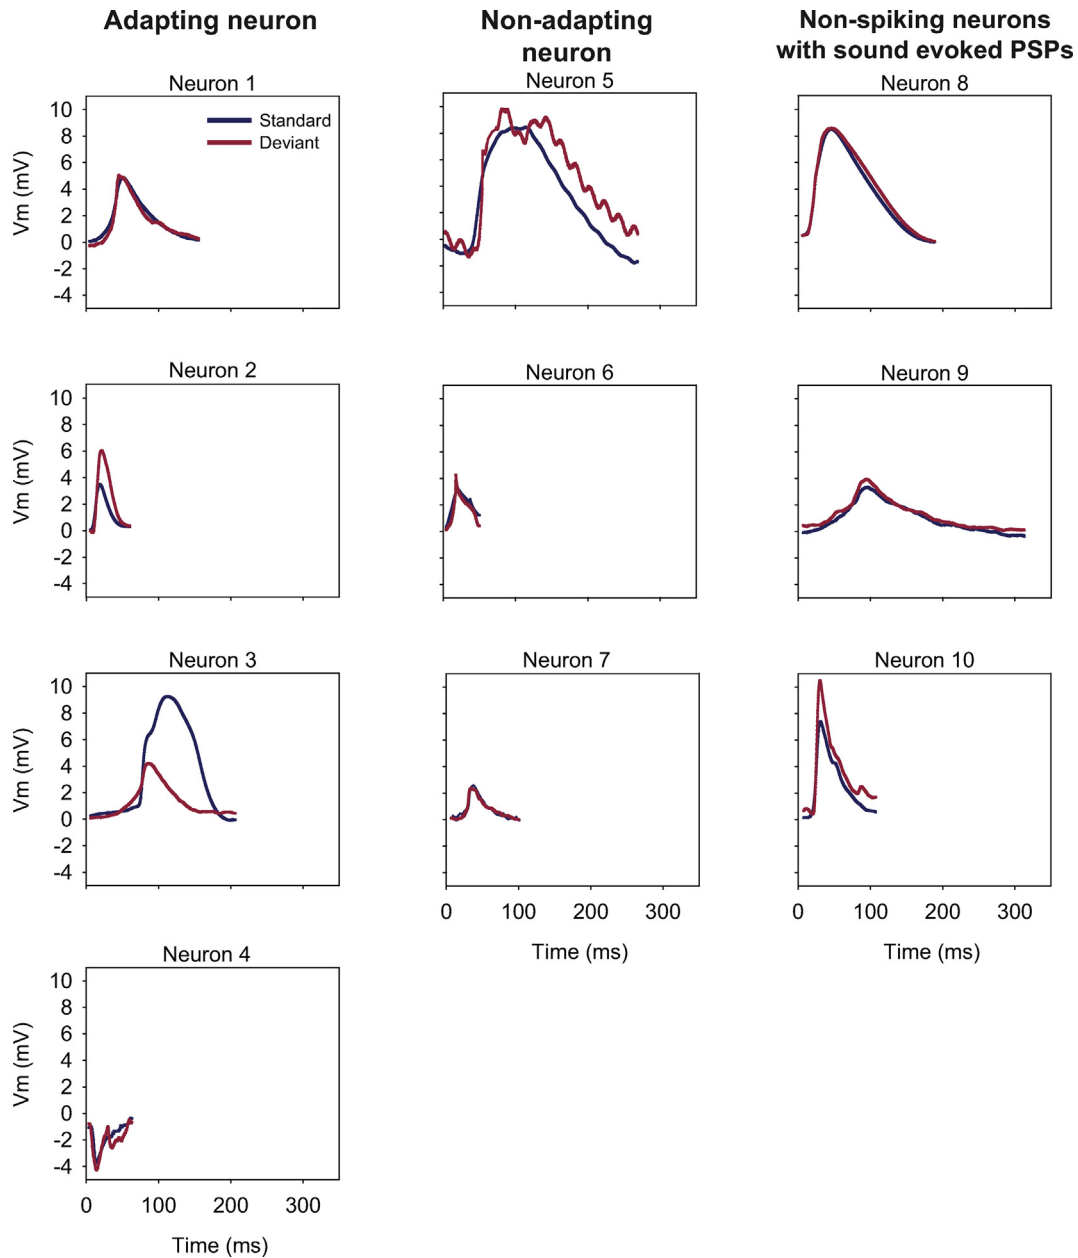 Adapting neuron
Non-adapting
neuron
Non-spiking neurons
with sound evoked PSPs
Neuron 1
Standard
Deviant
Vm (mV)
10
8
6
4
2
0
-2
-4
Neuron 5
Neuron 8
Neuron 2
Vm (mV)
10
8
6
4
2
0
-2
-4
Neuron 6
Neuron 9
Neuron 3
Vm (mV)
10
8
6
4
2
0
-2
-4
Neuron 7
0 100 200 300
Time (ms)
Neuron 10
0 100 200 300
Time (ms)
Neuron 4
Vm (mV)
10
8
6
4
2
0
-2
-4
0 100 200 300
Time (ms)